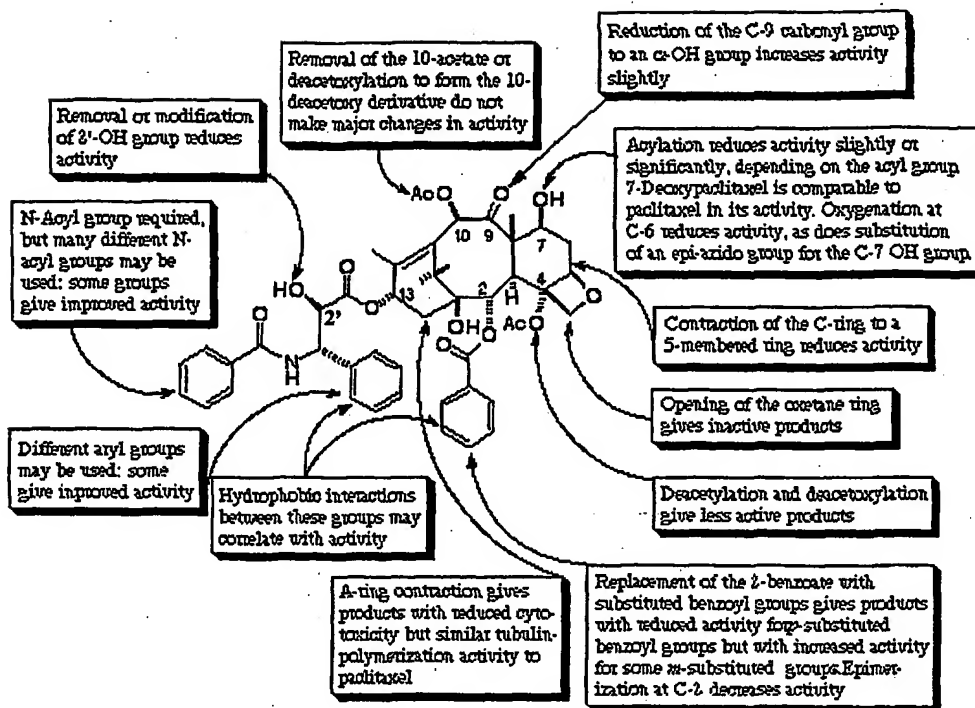 Reduction of the C-9 carbonyl group
to an α-OH group increases activity
slightly
Removal of the 10-acetate or
deacetoxylation to form the 10-
deacetoxy derivative do not
make major changes in activity
Removal or modification
of 2'-OH group reduces
activity
Acylation reduces activity slightly or
significantly, depending on the acyl group
7-Deoxypaclitaxel is comparable to
paclitaxel in its activity. Oxygenation at
C-6 reduces activity, as does substitution
of an epi-azido group for the C-7 OH group
N-Acyl group required,
but many different N-
acyl groups may be
used: some groups
give improved activity
AcO
O
OH
10
9
7
HO
O
O
13
2'
2
4
H
O
HO
O
AcO
O
O
N
H
Contraction of the C-ring to a
5-membered ring reduces activity
Opening of the oxetane ring
gives inactive products
Different aryl groups
may be used: some
give improved activity
Hydrophobic interactions
between these groups may
correlate with activity
Deacetylation and deacetoxylation
give less active products
A-ring contraction gives
products with reduced cyto-
toxicity but similar tubulin-
polymerization activity to
paclitaxel
Replacement of the 2-benzoate with
substituted benzoyl groups gives products
with reduced activity for p-substituted
benzoyl groups but with increased activity
for some m-substituted groups. Epimer-
ization at C-2 decreases activity